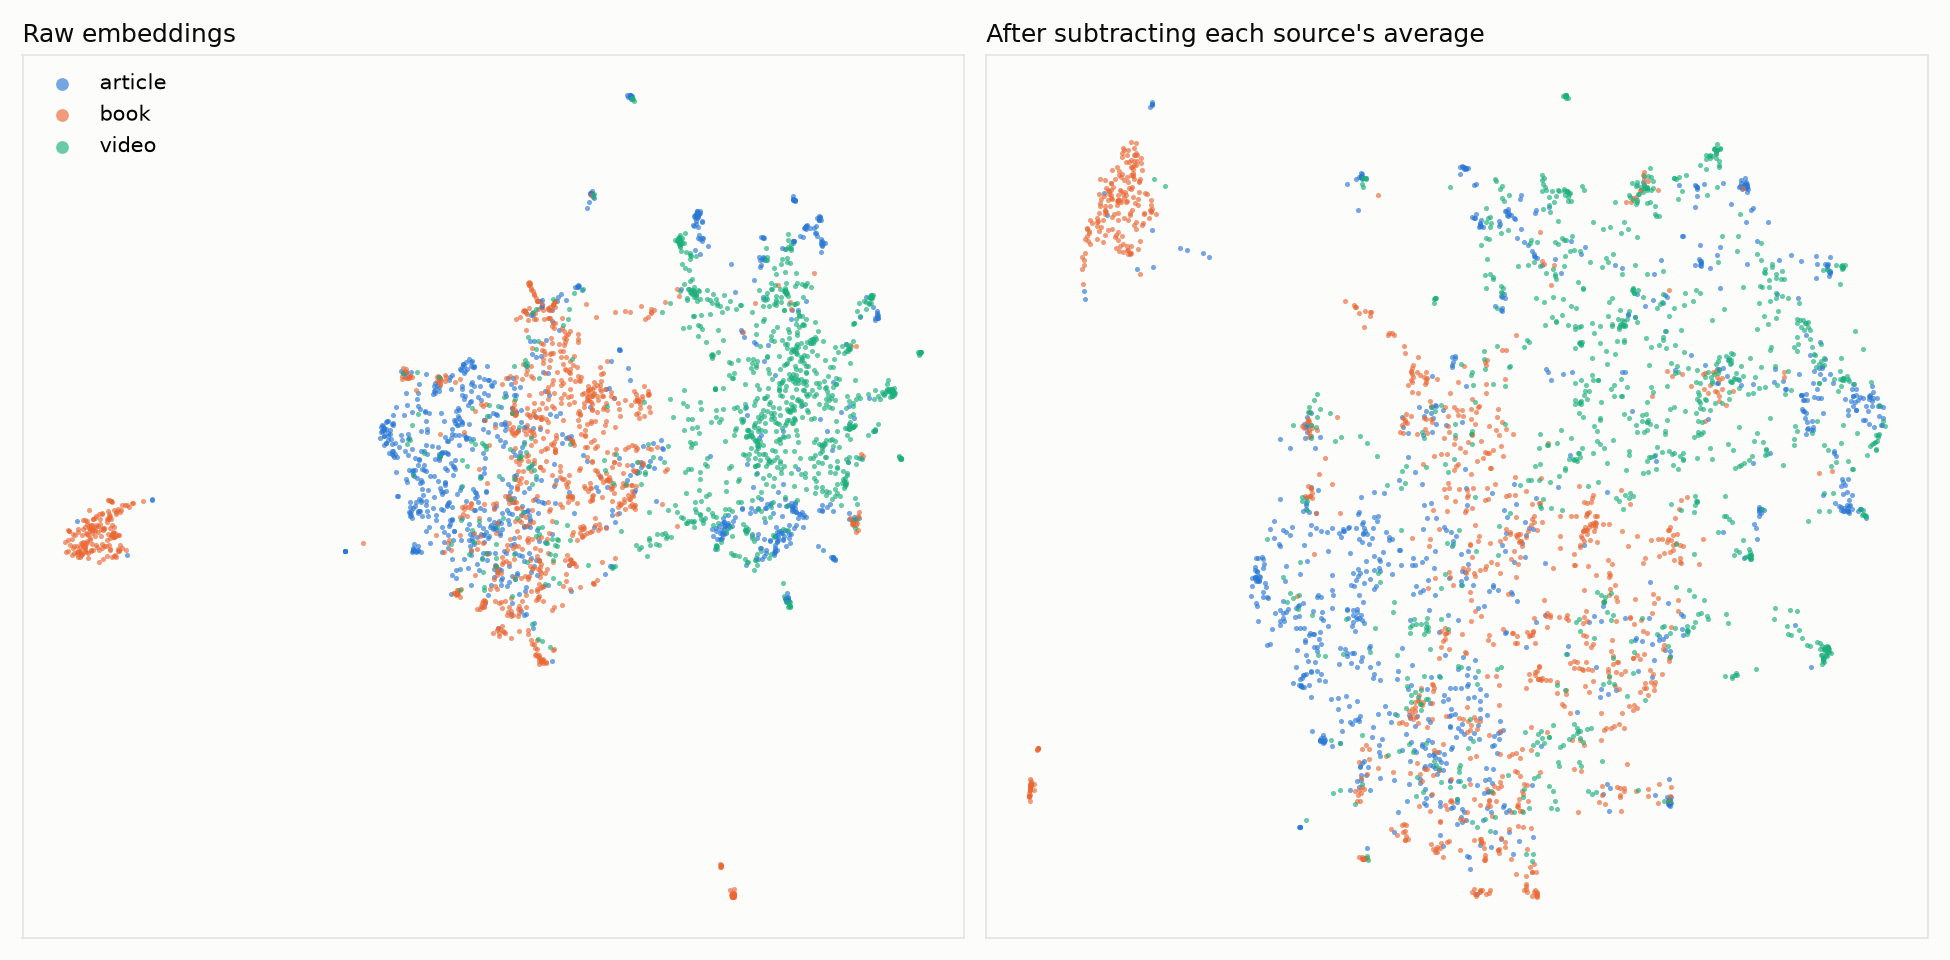 Raw embeddings
article
book
video
After subtracting each source's average